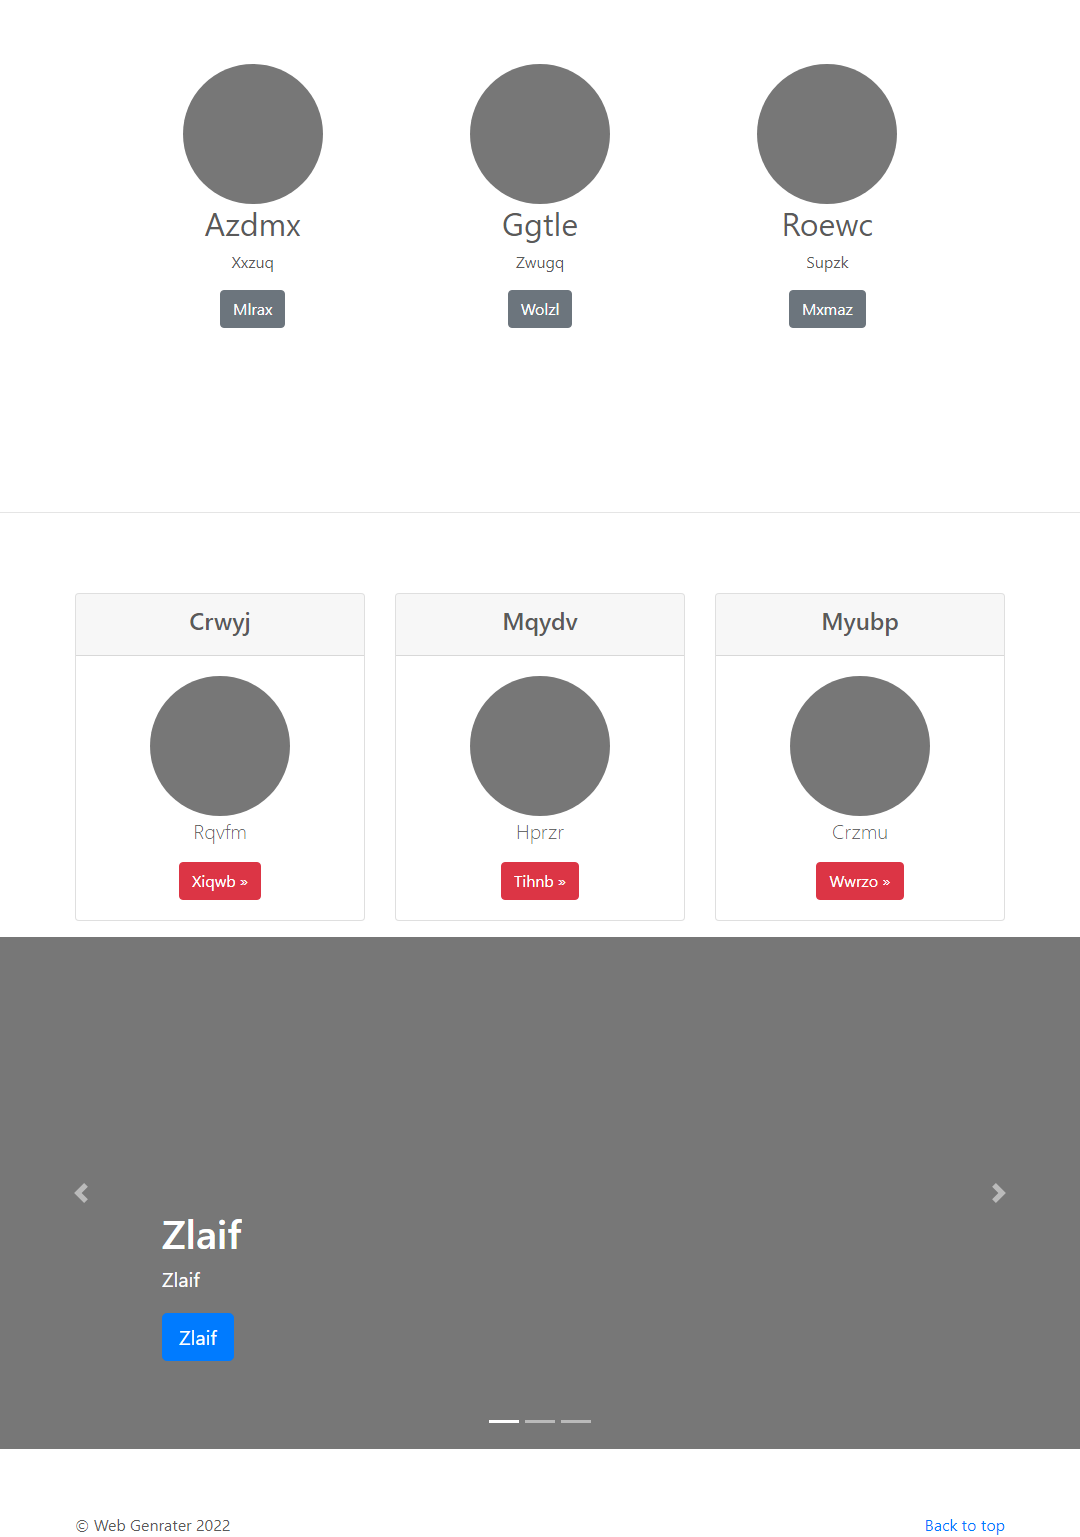 Azdmx
Ggtle
Roewc
Xxzuq
Zwugq
Supzk
Mlrax
Wolzl
Mxmaz
Crwyj
Mqydv
Myubp
Rqvfm
Hprzr
Crzmu
Xiqwb »
Tihnb »
Wwrzo »
Zlaif
Zlaif
Zlaif
© Web Genrater 2022
Back to top